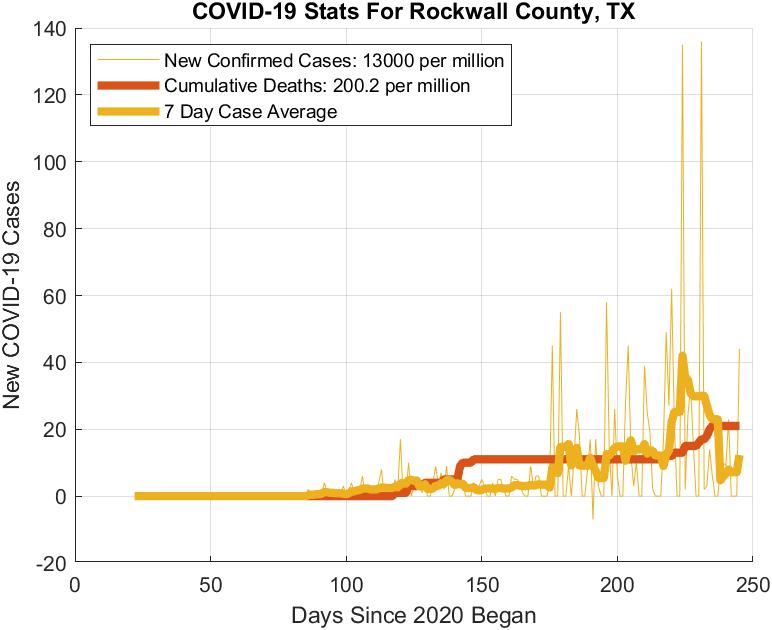 COVID-19 Stats For Rockwall County, TX
140
120
100
80
60
40
20
0
-20
New COVID-19 Cases
New Confirmed Cases: 13000 per million
Cumulative Deaths: 200.2 per million
7 Day Case Average
0 50 100 150 200 250
Days Since 2020 Began